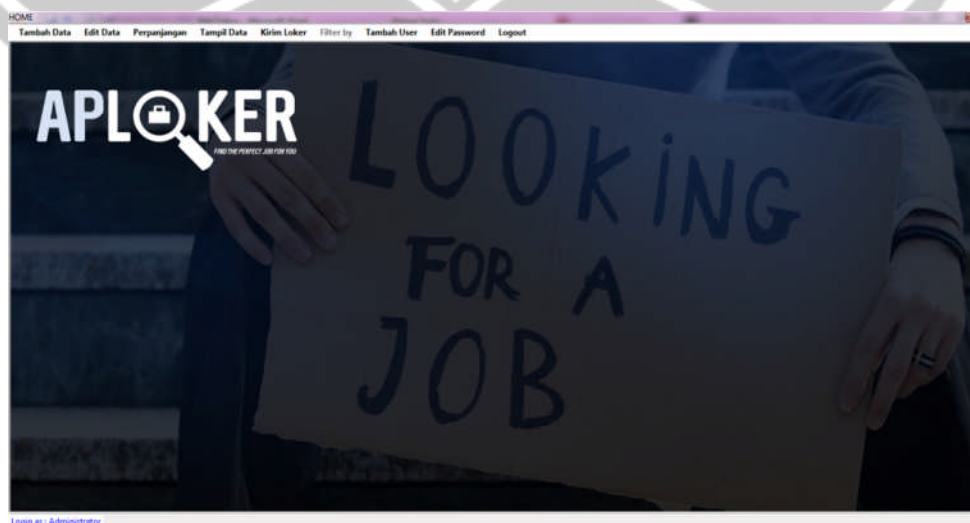 HOME
Tambah Data Edit Data Perpanjangan Tampil Data Kirim Loker Filter by Tambah User Edit Password Logout
APLOKER
FIND THE PERFECT JOB FOR YOU
LOOKING
FOR A
JOB
Login as : Administrator